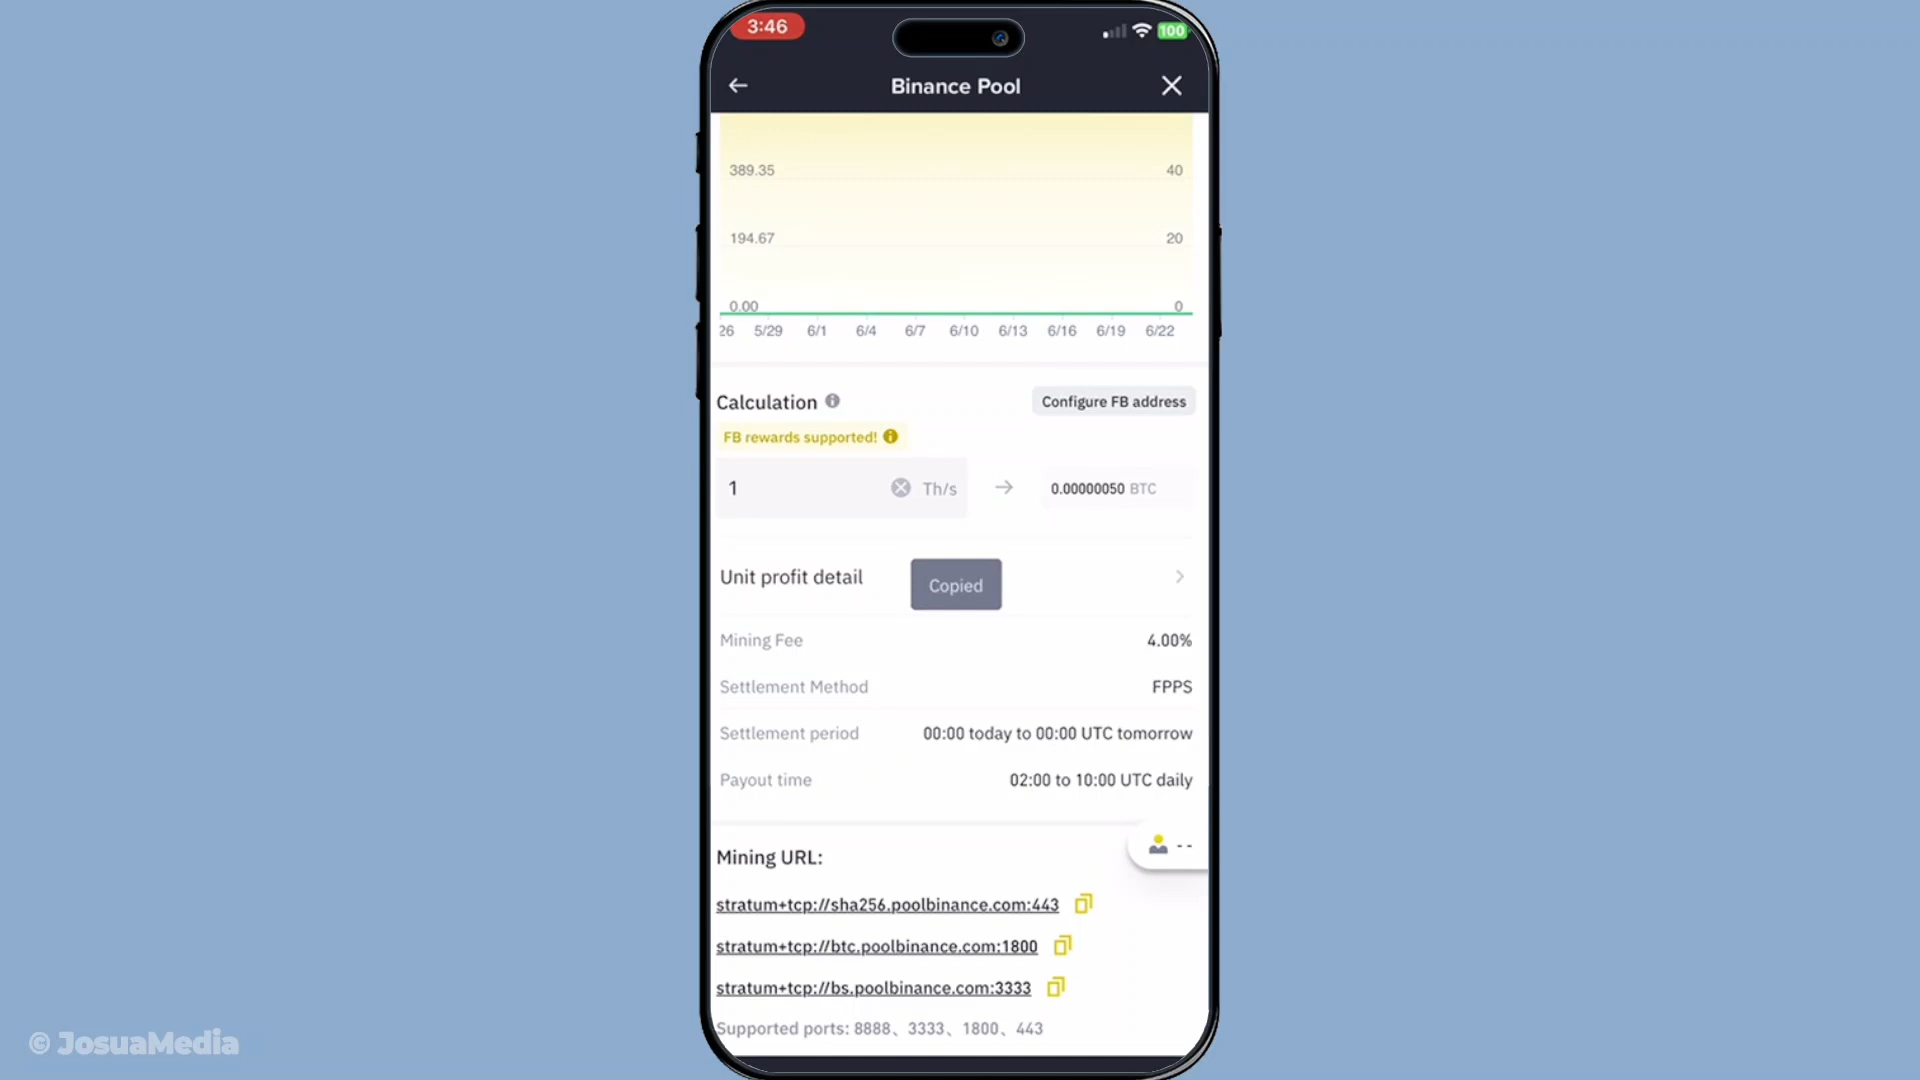 3:46
100
Binance Pool
389.35
40
194.67
20
0.00
0
26 5/29 6/1 6/4 6/7 6/10 6/13 6/16 6/19 6/22
Calculation
Configure FB address
FB rewards supported!
1 Th/s → 0.00000050 BTC
Unit profit detail
Copied
Mining Fee 4.00%
Settlement Method FPPS
Settlement period 00:00 today to 00:00 UTC tomorrow
Payout time 02:00 to 10:00 UTC daily
--
Mining URL:
stratum+tcp://sha256.poolbinance.com:443
stratum+tcp://btc.poolbinance.com:1800
stratum+tcp://bs.poolbinance.com:3333
Supported ports: 8888、3333、1800、443
© JosuaMedia